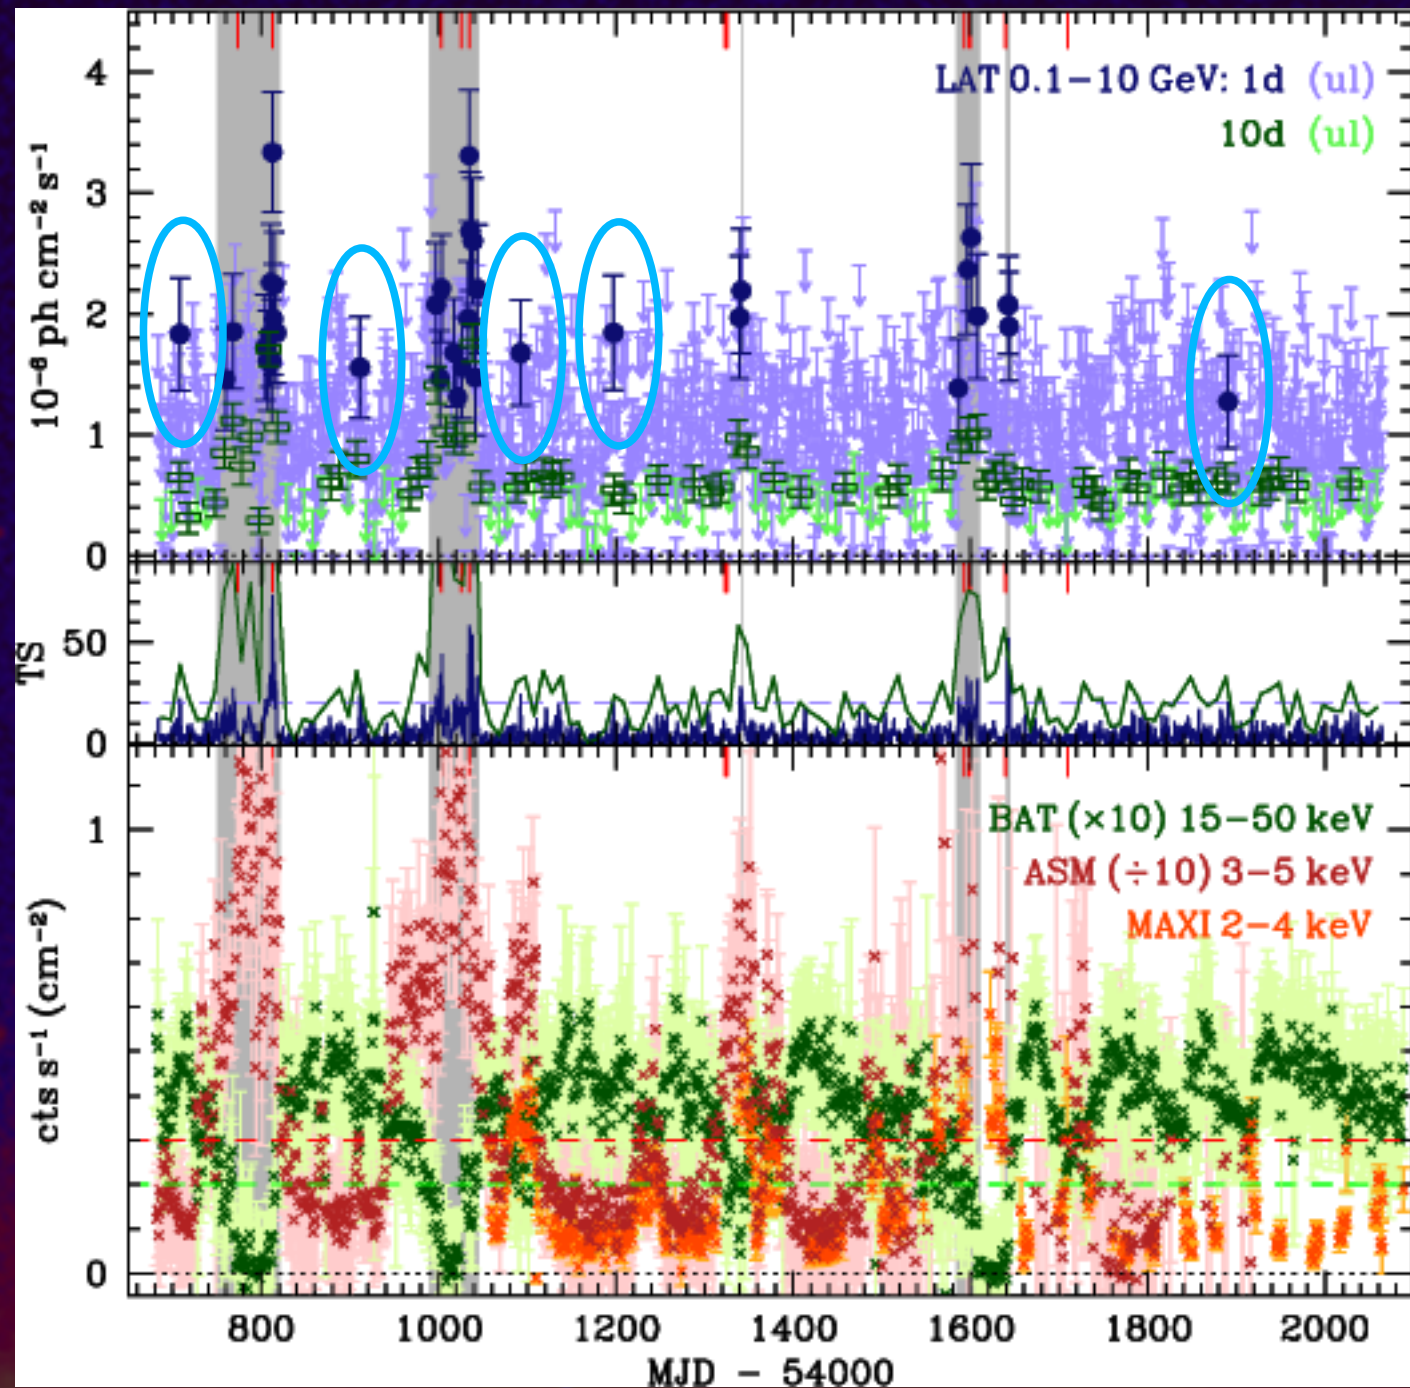 4
LAT 0.1−10 GeV: 1d (ul)
10d (ul)
3
2
1
0
10⁻⁶ ph cm⁻² s⁻¹
50
0
TS
1
BAT (×10) 15−50 keV
ASM (÷10) 3−5 keV
MAXI 2−4 keV
0
cts s⁻¹ (cm⁻²)
800 1000 1200 1400 1600 1800 2000
MJD − 54000